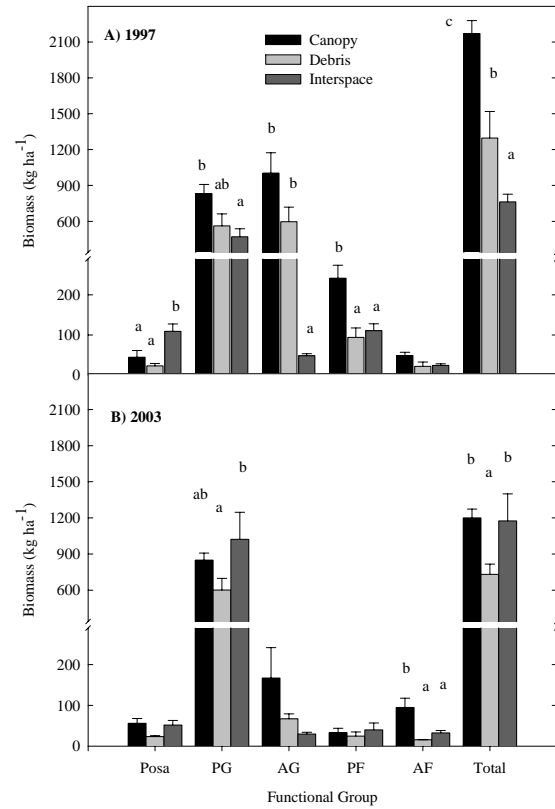 A) 1997
Canopy
Debris
Interspace
Biomass (kg ha-1)
2100
1800
1500
1200
900
600
200
100
0
a
a
b
b
ab
a
b
b
a
b
a
a
c
b
a
B) 2003
Biomass (kg ha-1)
2100
1800
1500
1200
900
600
200
100
0
ab
a
b
b
a
a
b
a
b
Posa PG AG PF AF Total
Functional Group